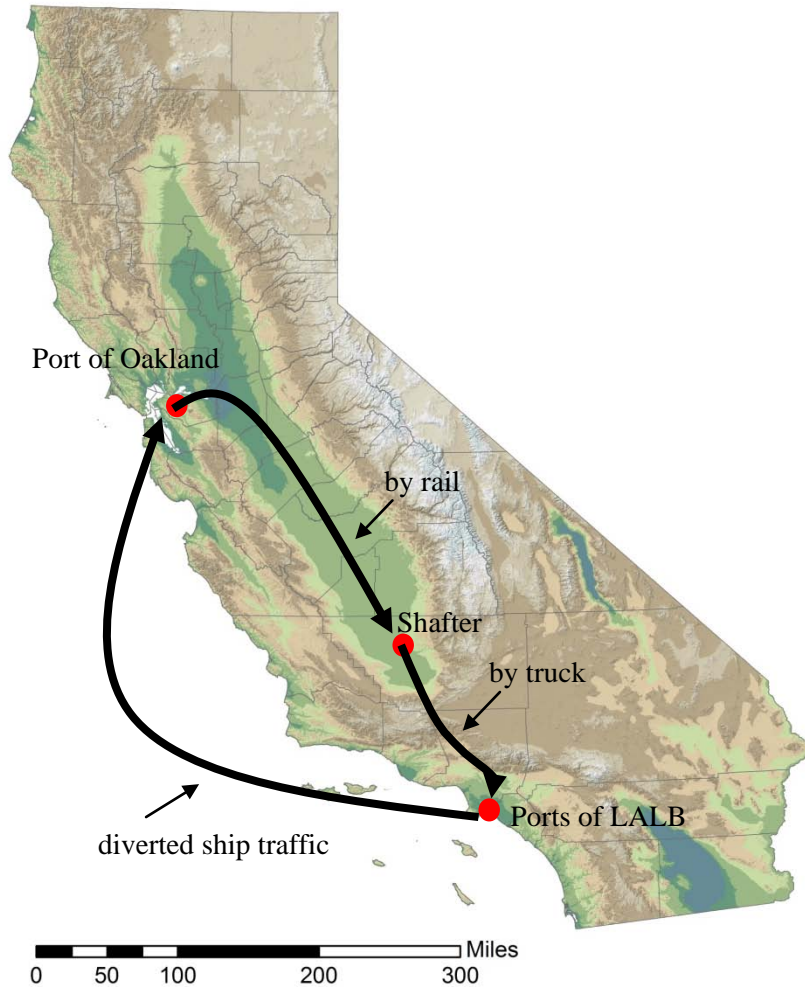 Port of Oakland
by rail
Shafter
by truck
Ports of LALB
diverted ship traffic
Miles
0 50 100 200 300